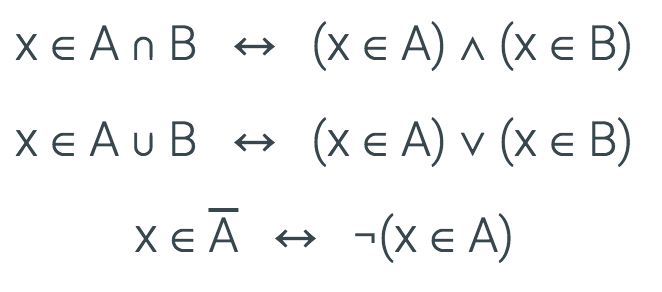 x ∈ A ∩ B ↔ (x ∈ A) ∧ (x ∈ B)
x ∈ A ∪ B ↔ (x ∈ A) ∨ (x ∈ B)
x ∈ A̅ ↔ ¬(x ∈ A)